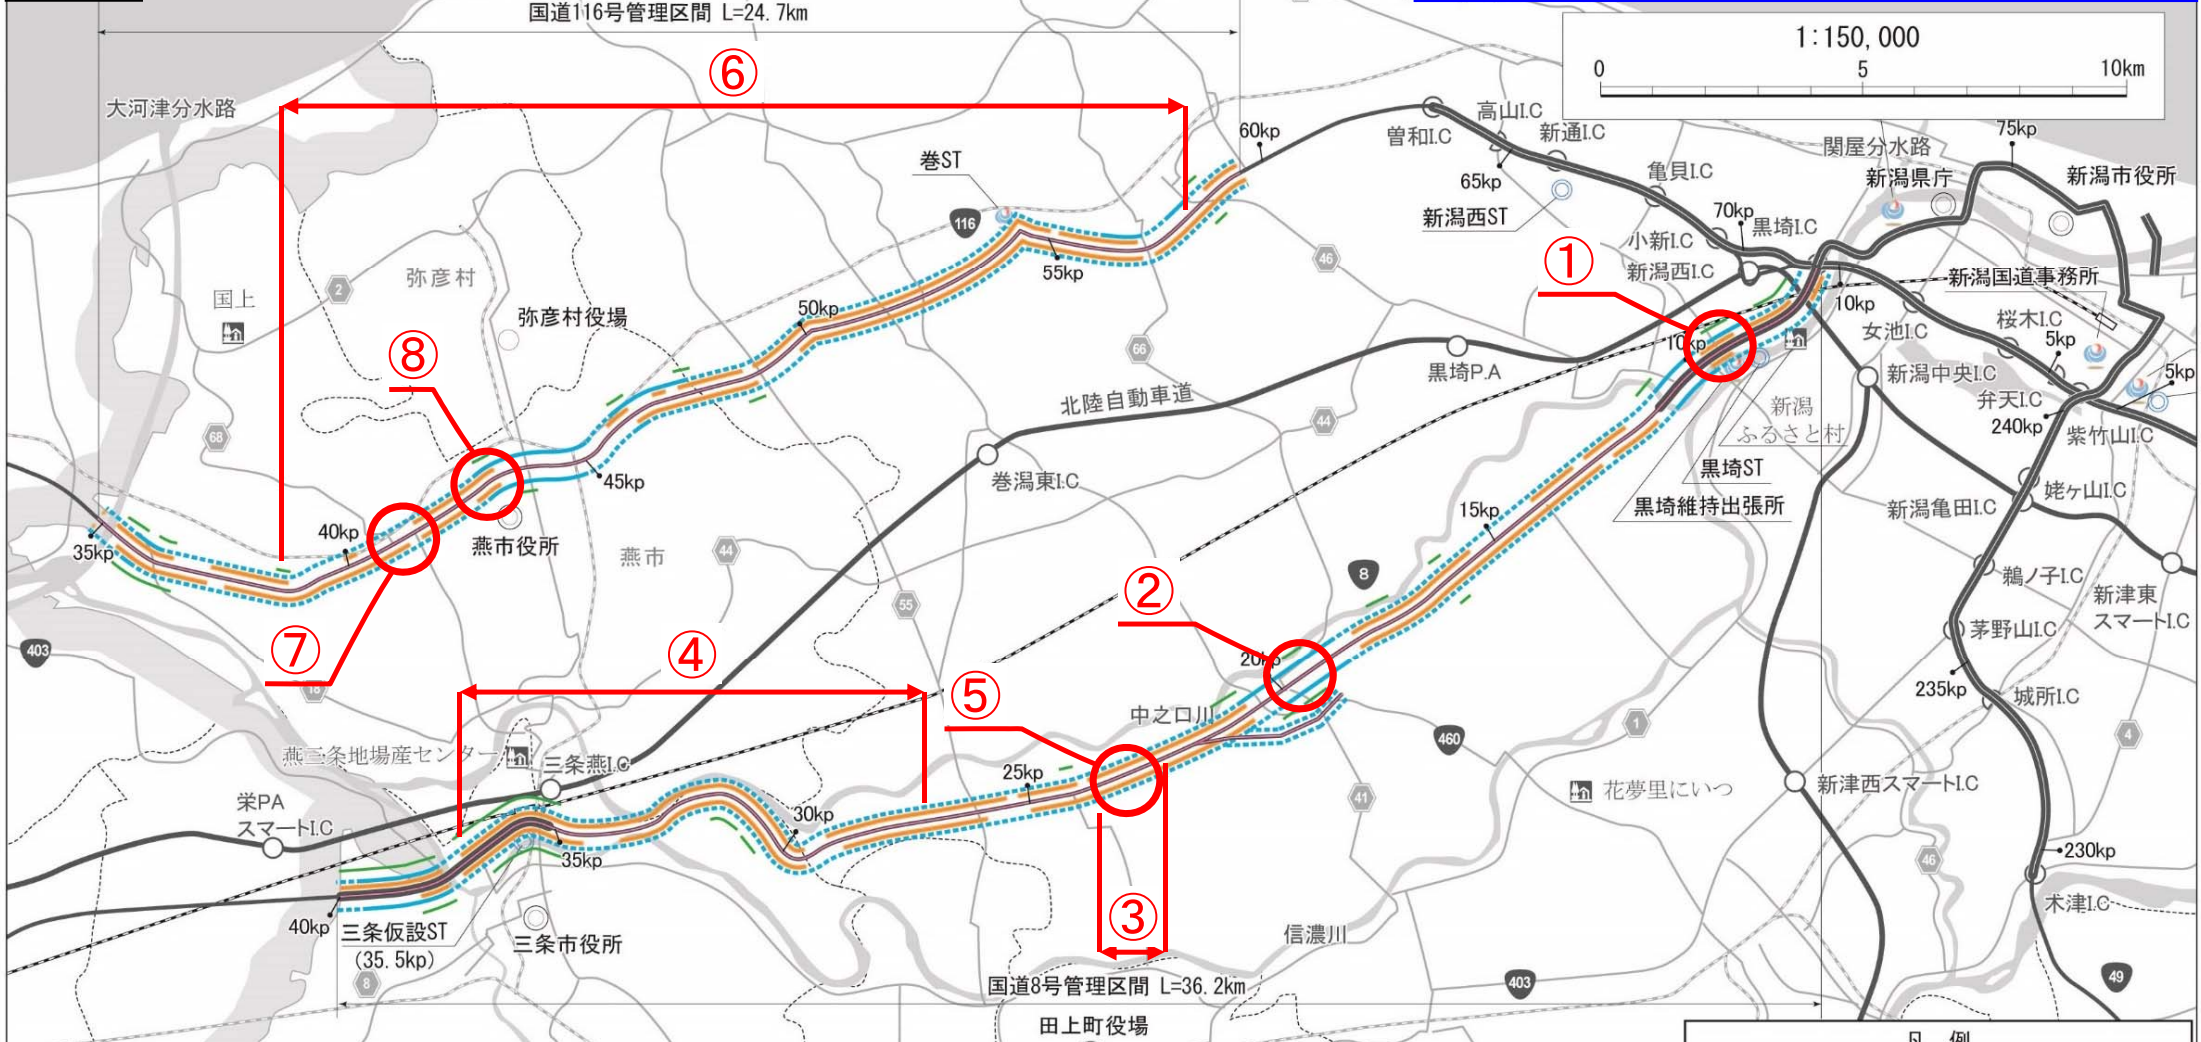 国道116号管理区間 L=24.7km
1:150,000
0 5 10km
⑥
大河津分水路
60kp
高山I.C
曽和I.C
新通I.C
75kp
関屋分水路
巻ST
65kp
亀貝I.C
新潟県庁
新潟市役所
116
新潟西ST
70kp
黒埼I.C
小新I.C
46
①
55kp
新潟西I.C
弥彦村
2
新潟国道事務所
国上
10kp
50kp
弥彦村役場
女池I.C
桜木I.C
66
⑧
10kp
5kp
黒埼P.A
新潟中央I.C
5kp
北陸自動車道
弁天I.C
新潟
ふるさと村
44
240kp
紫竹山I.C
68
巻潟東I.C
45kp
黒埼ST
姥ヶ山I.C
黒埼維持出張所
新潟亀田I.C
15kp
40kp
35kp
燕市役所
燕市
44
8
鵜ノ子I.C
②
55
新津東
スマートI.C
茅野山I.C
403
⑦
④
20kp
18
⑤
235kp
城所I.C
中之口川
1
460
4
燕三条地場産センター
三条燕I.C
25kp
新津西スマートI.C
花夢里にいつ
41
栄PA
スマートI.C
30kp
35kp
230kp
46
③
茨津I.C
40kp
三条仮設ST
(35.5kp)
三条市役所
信濃川
8
国道8号管理区間 L=36.2km
403
49
田上町役場
凡 例